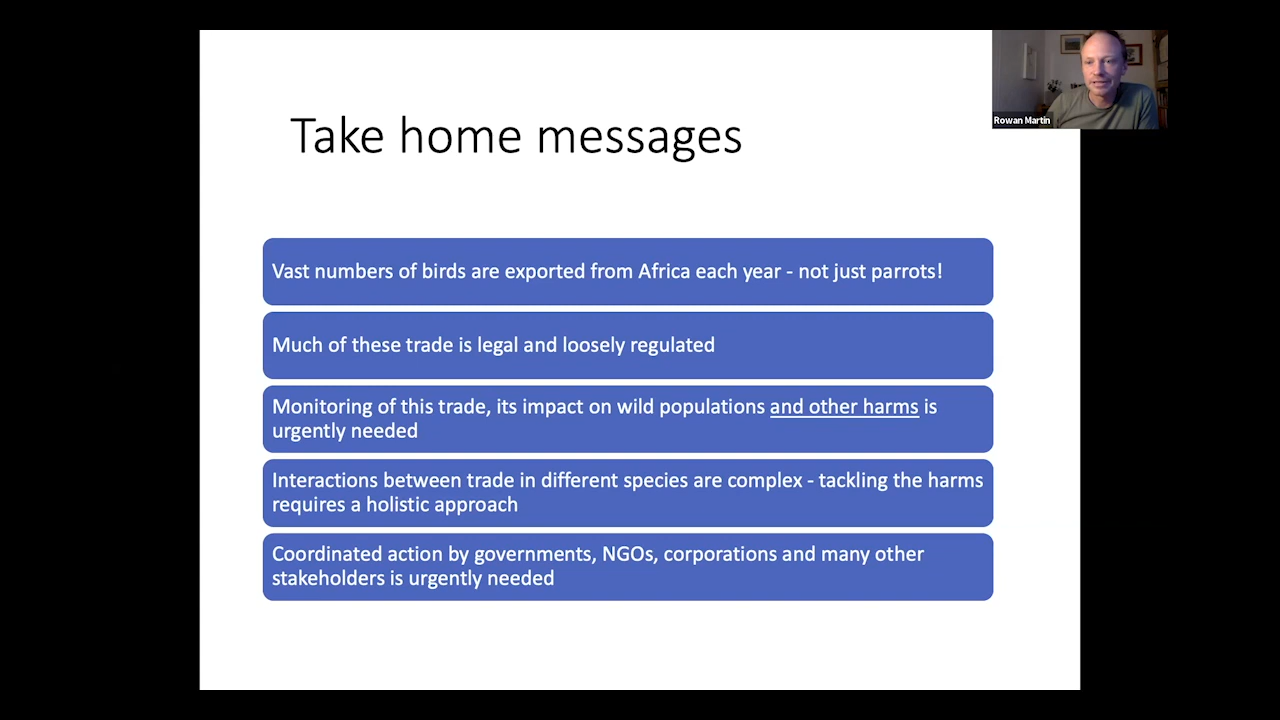 Rowan Martin
Take home messages
Vast numbers of birds are exported from Africa each year - not just parrots!
Much of these trade is legal and loosely regulated
Monitoring of this trade, its impact on wild populations and other harms is
urgently needed
Interactions between trade in different species are complex - tackling the harms
requires a holistic approach
Coordinated action by governments, NGOs, corporations and many other
stakeholders is urgently needed